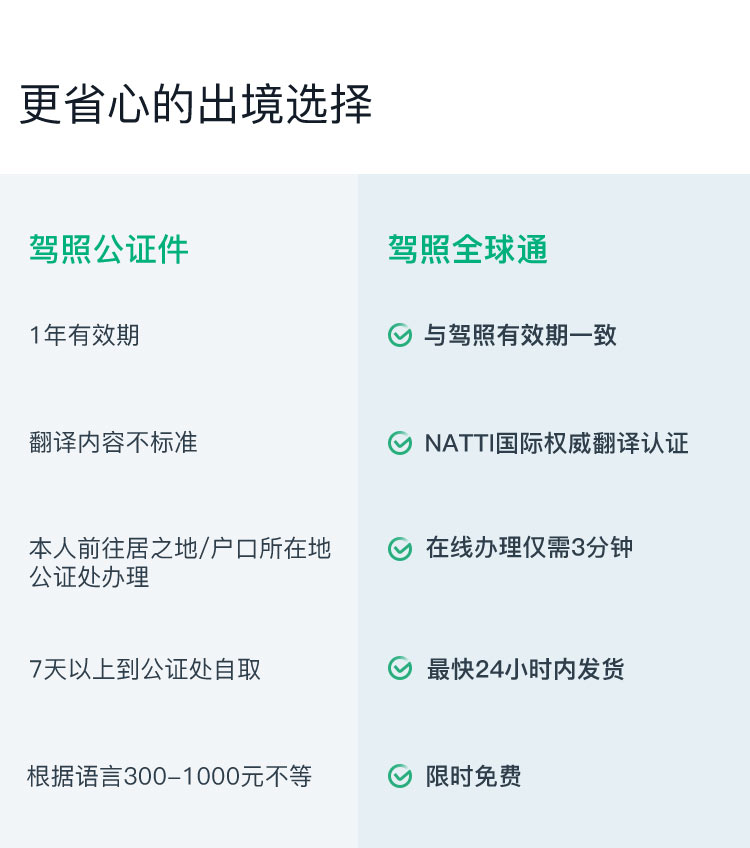 更省心的出境选择
驾照公证件
驾照全球通
1年有效期
与驾照有效期一致
翻译内容不标准
NATTI国际权威翻译认证
本人前往居之地/户口所在地
公证处办理
在线办理仅需3分钟
7天以上到公证处自取
最快24小时内发货
根据语言300-1000元不等
限时免费